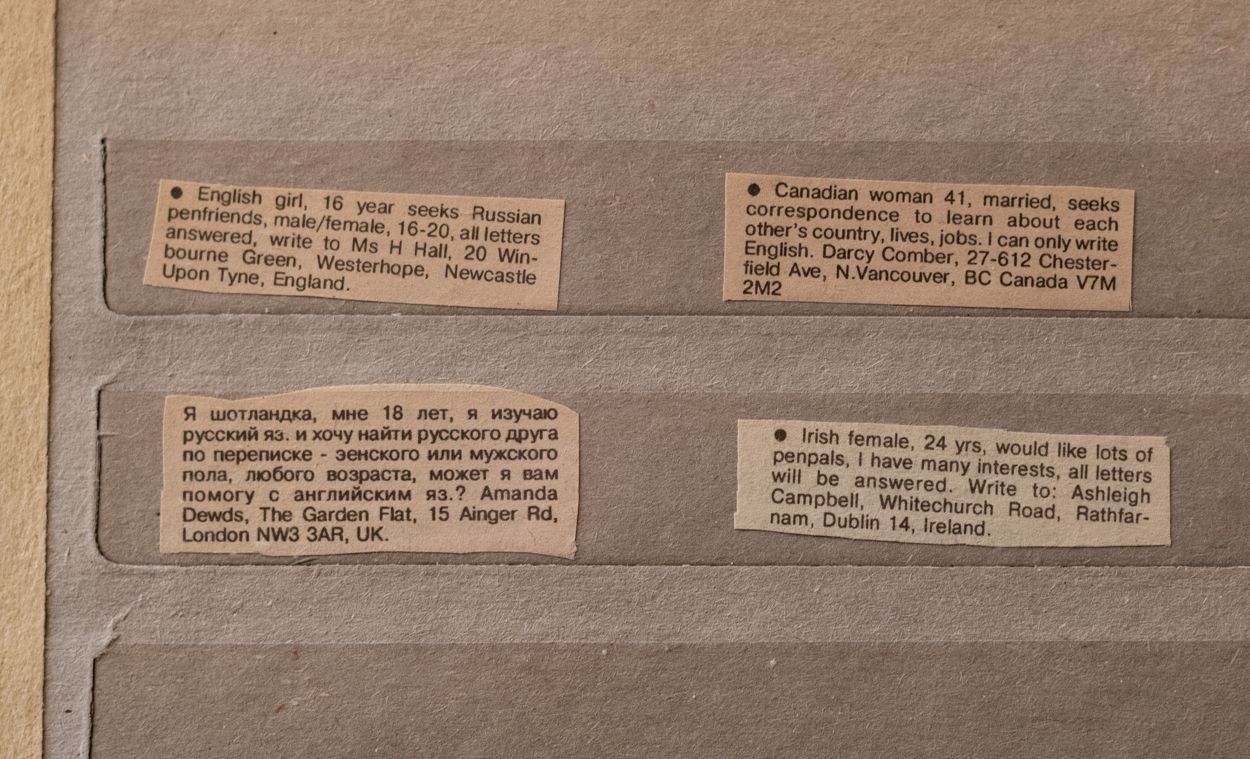 ● English girl, 16 year seeks Russian
penfriends, male/female, 16-20, all letters
answered, write to Ms H Hall, 20 Win-
bourne Green, Westerhope, Newcastle
Upon Tyne, England.
● Canadian woman 41, married, seeks
correspondence to learn about each
other's country, lives, jobs. I can only write
English. Darcy Comber, 27-612 Chester-
field Ave, N.Vancouver, BC Canada V7M
2M2
Я шотландка, мне 18 лет, я изучаю
русский яз. и хочу найти русского друга
по переписке - зенского или мужского
пола, любого возраста, может я вам
помогу с английским яз.? Amanda
Dewds, The Garden Flat, 15 Ainger Rd,
London NW3 3AR, UK.
● Irish female, 24 yrs, would like lots of
penpals, I have many interests, all letters
will be answered. Write to: Ashleigh
Campbell, Whitechurch Road, Rathfar-
nam, Dublin 14, Ireland.